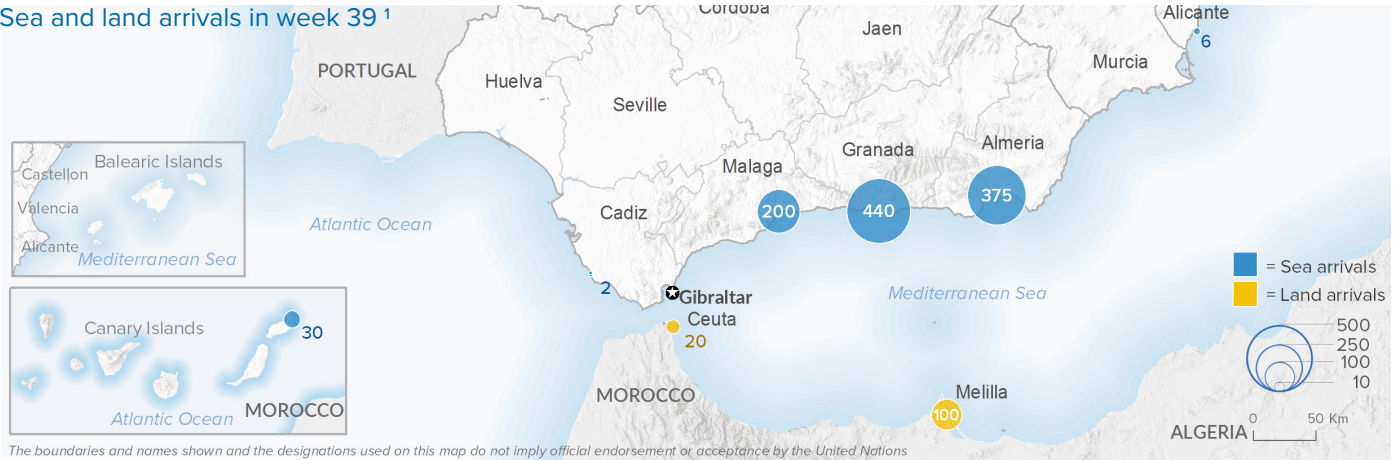 Sea and land arrivals in week 39 ¹
Cordoba
Alicante
Jaen
6
PORTUGAL
Huelva
Murcia
Seville
Almeria
Granada
Malaga
Balearic Islands
Castellon
Valencia
Alicante
Mediterranean Sea
375
200
440
Cadiz
Atlantic Ocean
2
Gibraltar
Ceuta
20
Mediterranean Sea
= Sea arrivals
= Land arrivals
Canary Islands
30
Atlantic Ocean
MOROCCO
500
250
100
10
MOROCCO
Melilla
100
0 50 Km
ALGERIA
The boundaries and names shown and the designations used on this map do not imply official endorsement or acceptance by the United Nations